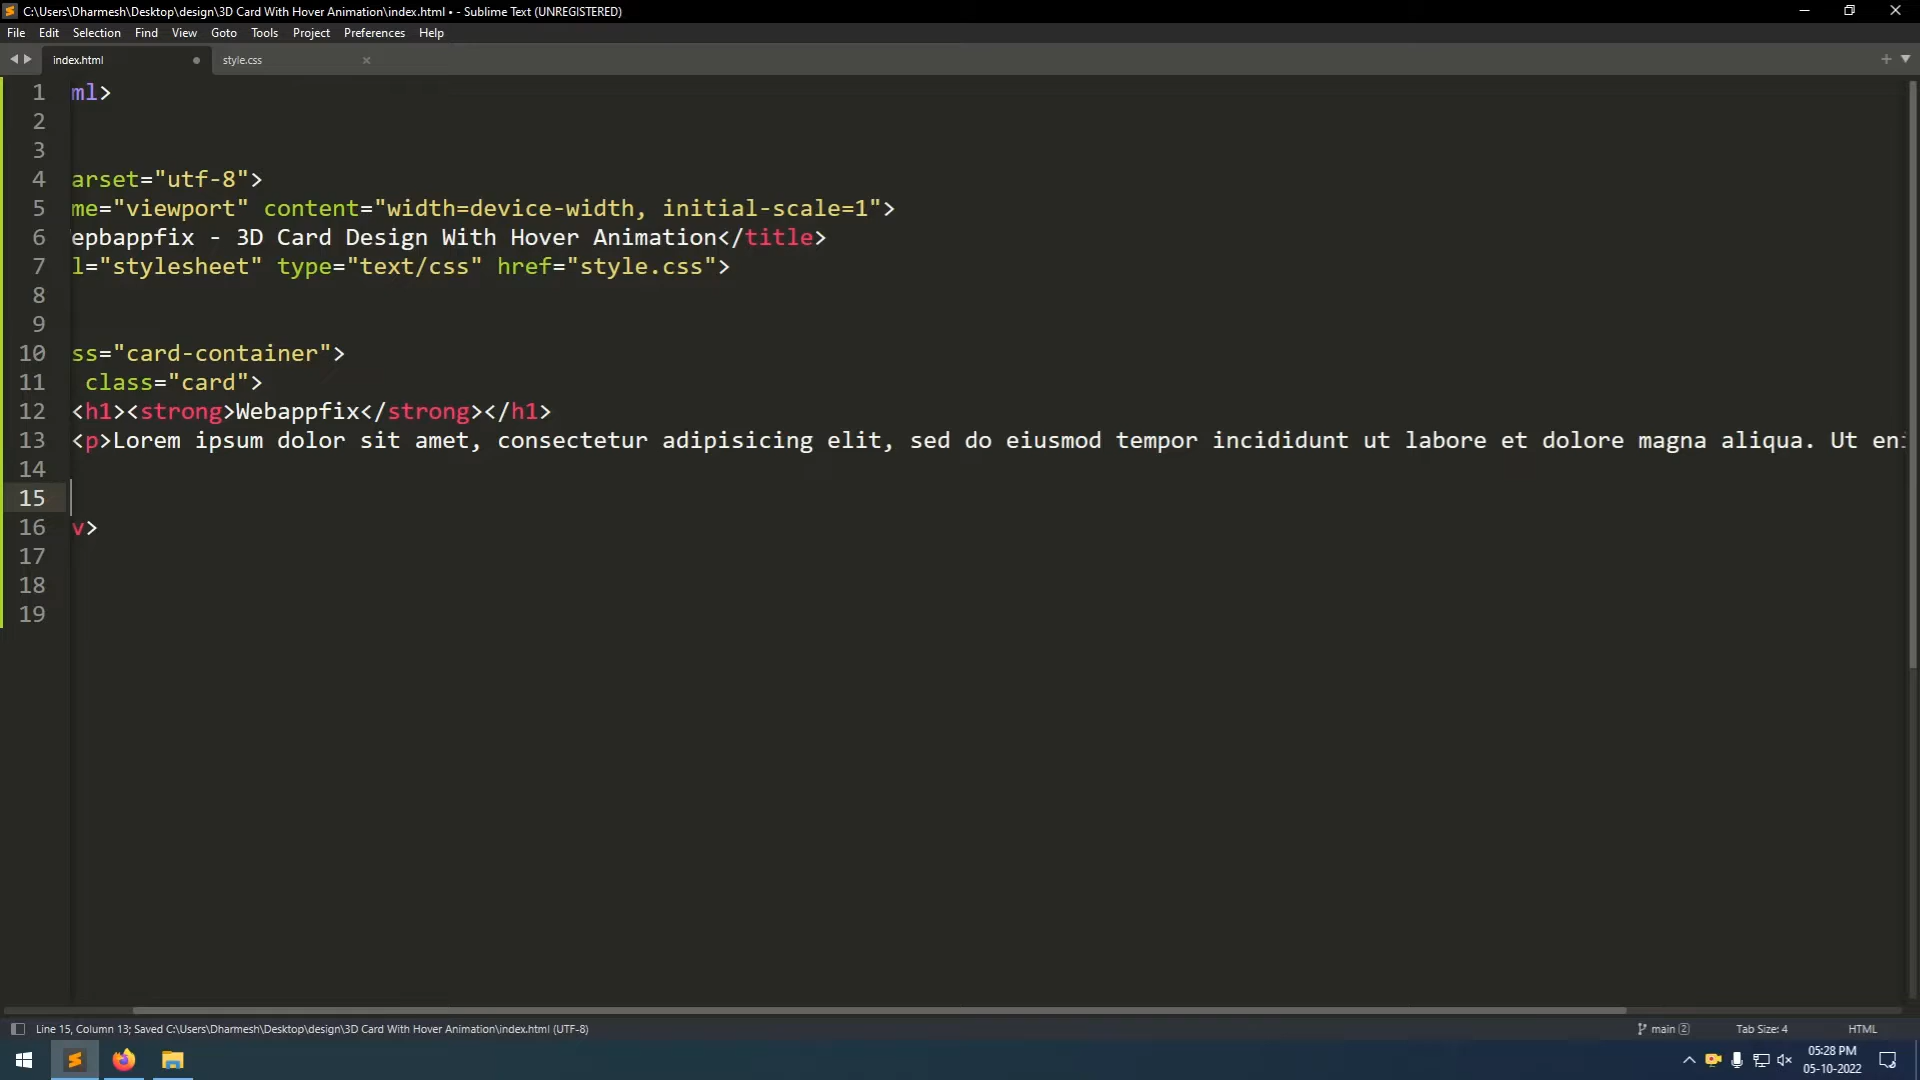 C:\Users\Dharmesh\Desktop\design\3D Card With Hover Animation\index.html • - Sublime Text (UNREGISTERED)
File Edit Selection Find View Goto Tools Project Preferences Help
index.html style.css
1 ml>
2
3
4 arset="utf-8">
5 me="viewport" content="width=device-width, initial-scale=1">
6 epbappfix - 3D Card Design With Hover Animation</title>
7 l="stylesheet" type="text/css" href="style.css">
8
9
10 ss="card-container">
11 class="card">
12 <h1><strong>Webappfix</strong></h1>
13 <p>Lorem ipsum dolor sit amet, consectetur adipisicing elit, sed do eiusmod tempor incididunt ut labore et dolore magna aliqua. Ut eni
14
15
16 v>
17
18
19
Line 15, Column 13; Saved C:\Users\Dharmesh\Desktop\design\3D Card With Hover Animation\index.html (UTF-8) main 2 Tab Size: 4 HTML
05:28 PM
05-10-2022